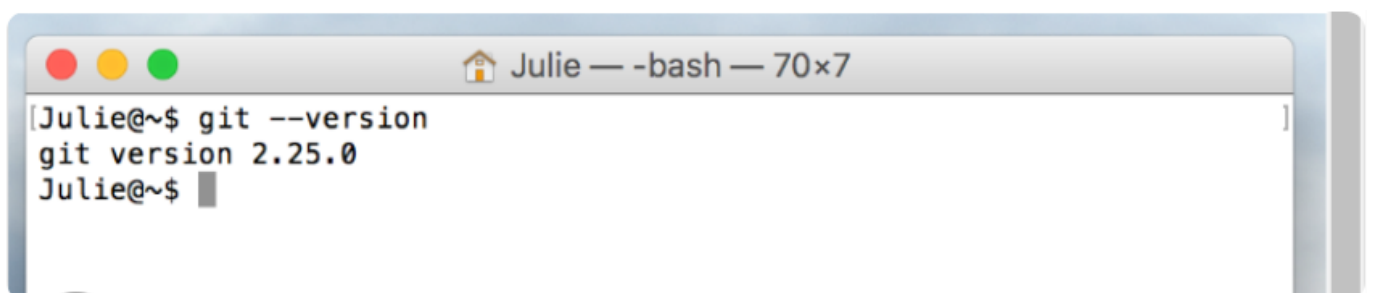 Julie — -bash — 70×7
[Julie@~$ git --version ]
git version 2.25.0
Julie@~$